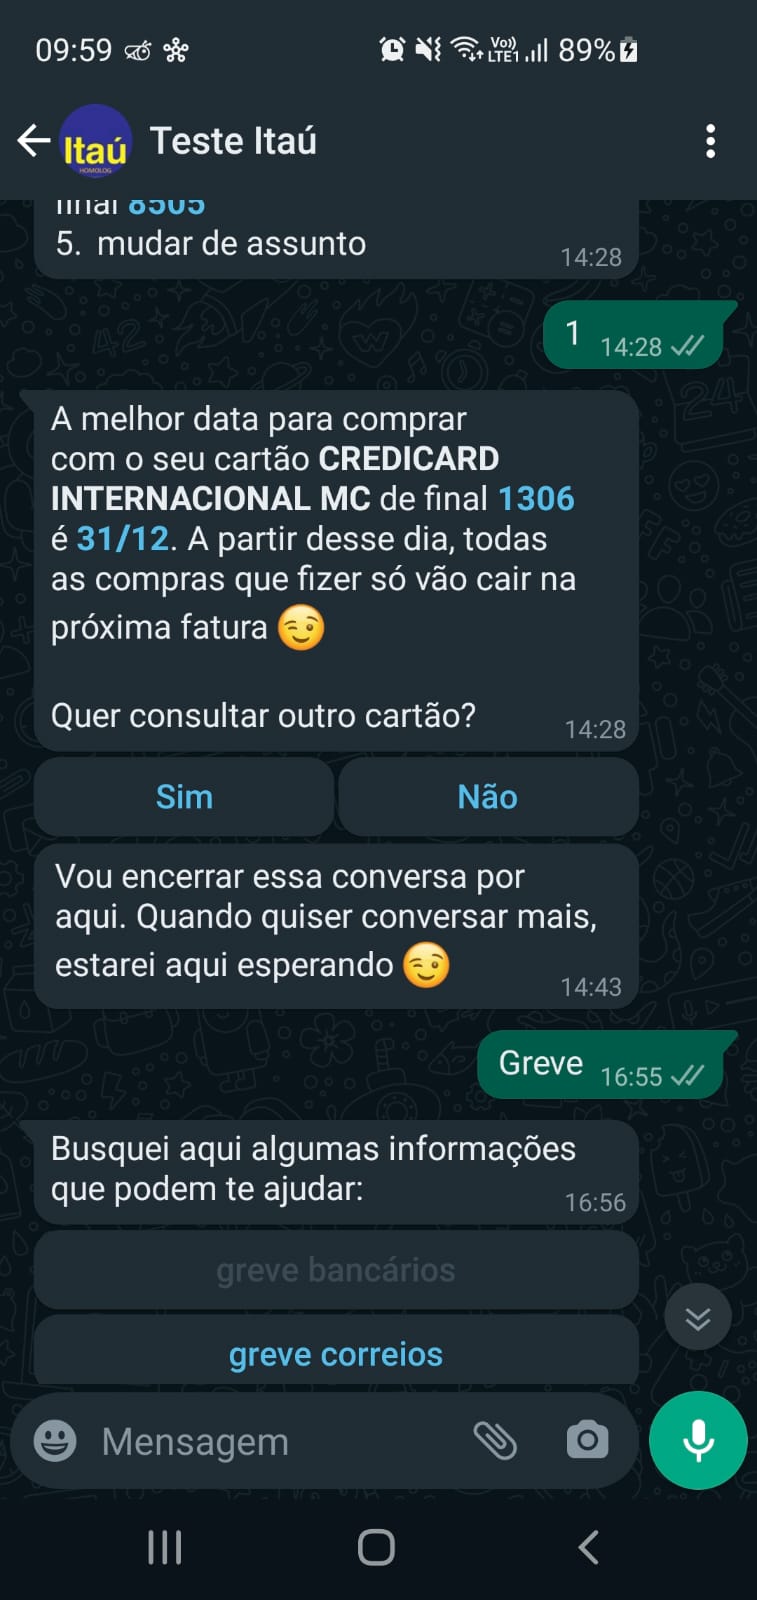 09:59
Vo)) LTE1 89%
Itaú
HOMOLOG
Teste Itaú
final 8505
5. mudar de assunto
14:28
1
14:28
A melhor data para comprar
com o seu cartão CREDICARD
INTERNACIONAL MC de final 1306
é 31/12. A partir desse dia, todas
as compras que fizer só vão cair na
próxima fatura 😉
Quer consultar outro cartão?
14:28
Sim
Não
Vou encerrar essa conversa por
aqui. Quando quiser conversar mais,
estarei aqui esperando 😉
14:43
Greve
16:55
Busquei aqui algumas informações
que podem te ajudar:
16:56
greve bancários
greve correios
Mensagem